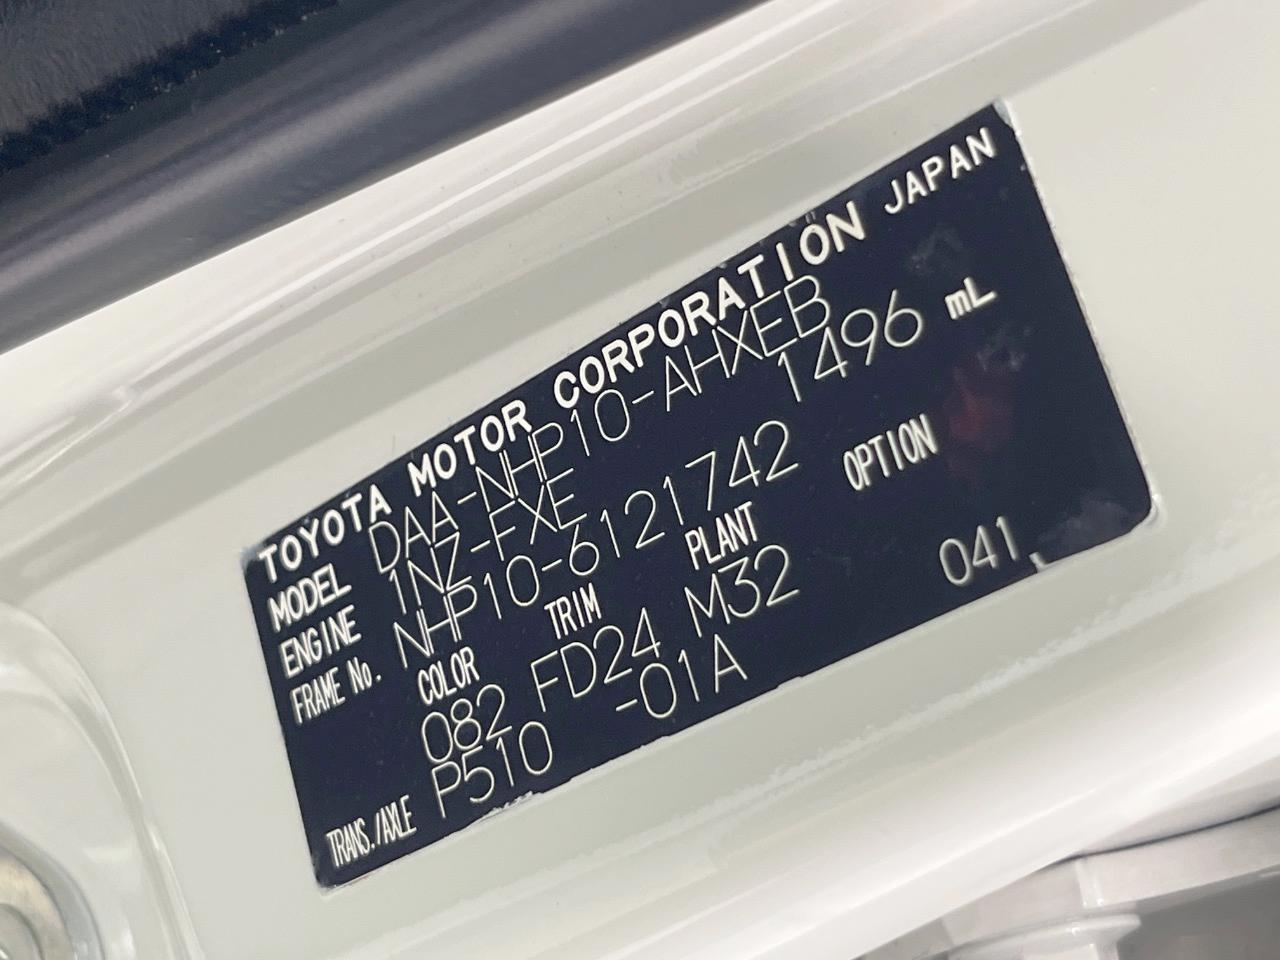 TOYOTA MOTOR CORPORATION JAPAN
MODEL DAA-NHP10-AHXEB
ENGINE 1NZ-FXE 1496 mL
FRAME No. NHP10-6121742
COLOR TRIM PLANT OPTION
082 FD24 M32 041
TRANS./AXLE P510 -01A